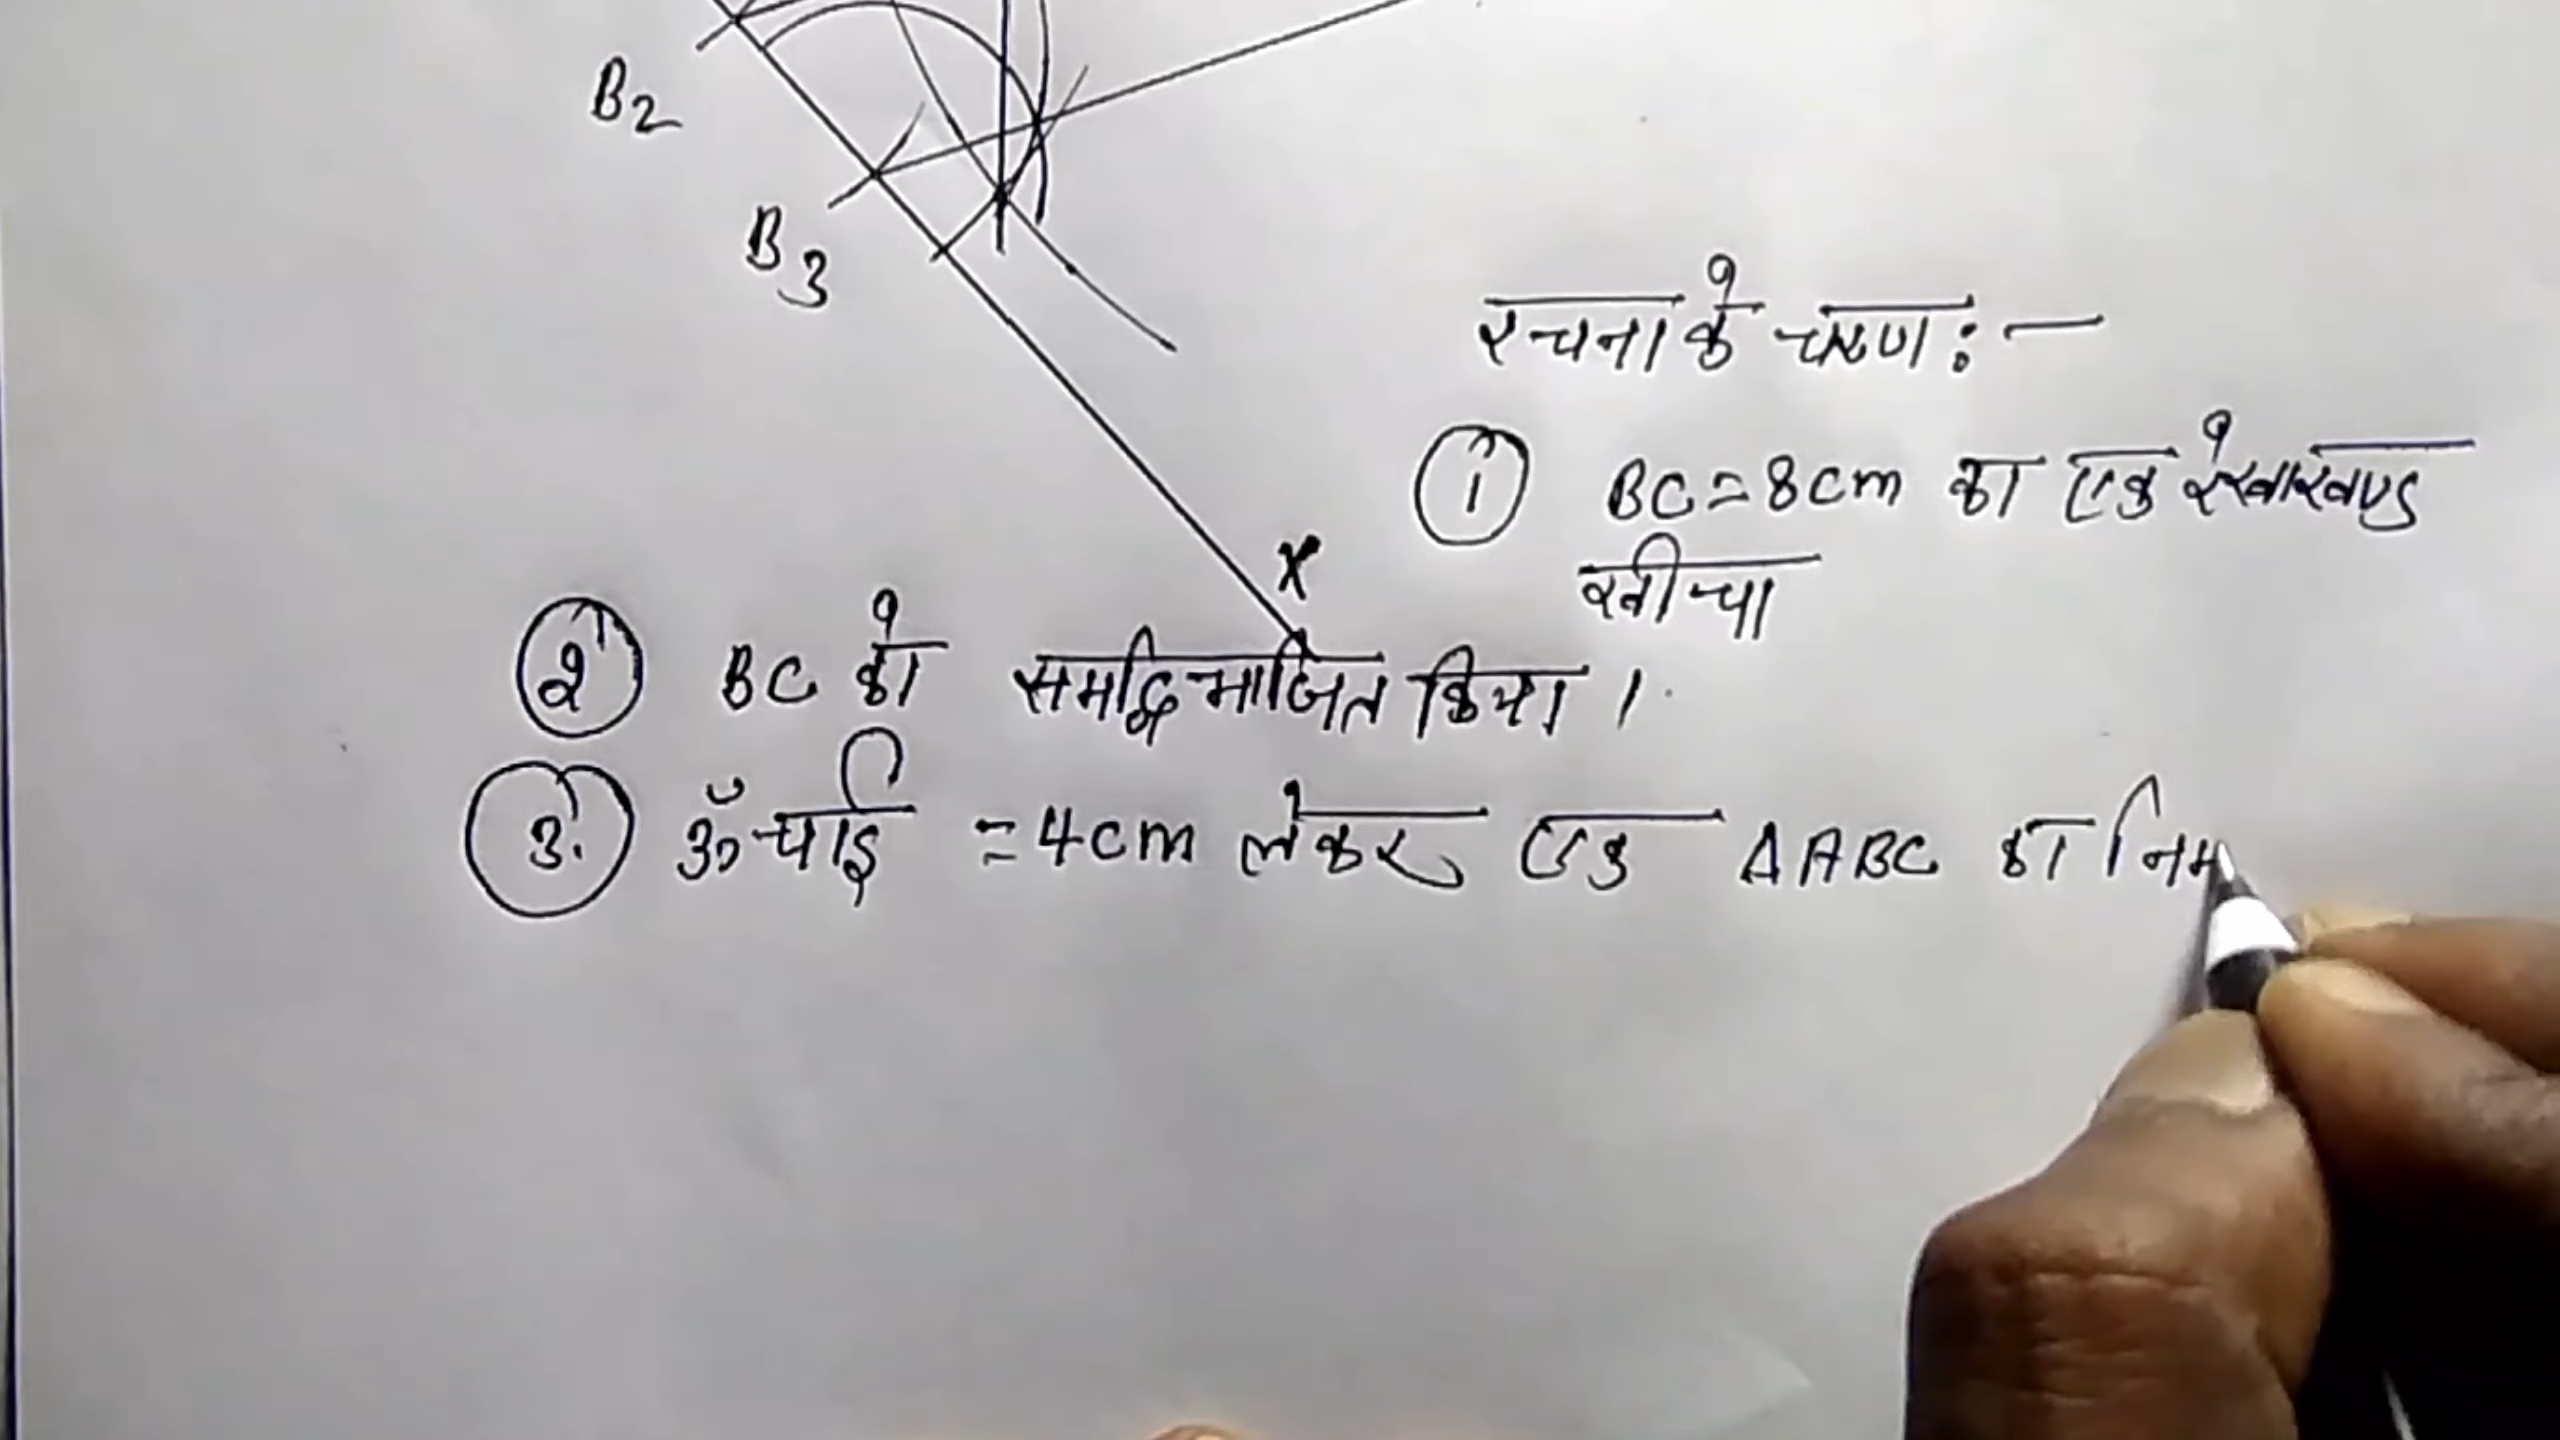 B2
B3
रचना के चरण :-
① BC = 8cm का एक रेखाखण्ड
खीचा
X
② BC को समद्विभाजित किया ।
③. ऊँचाई = 4cm लेकर एक ΔABC का निम